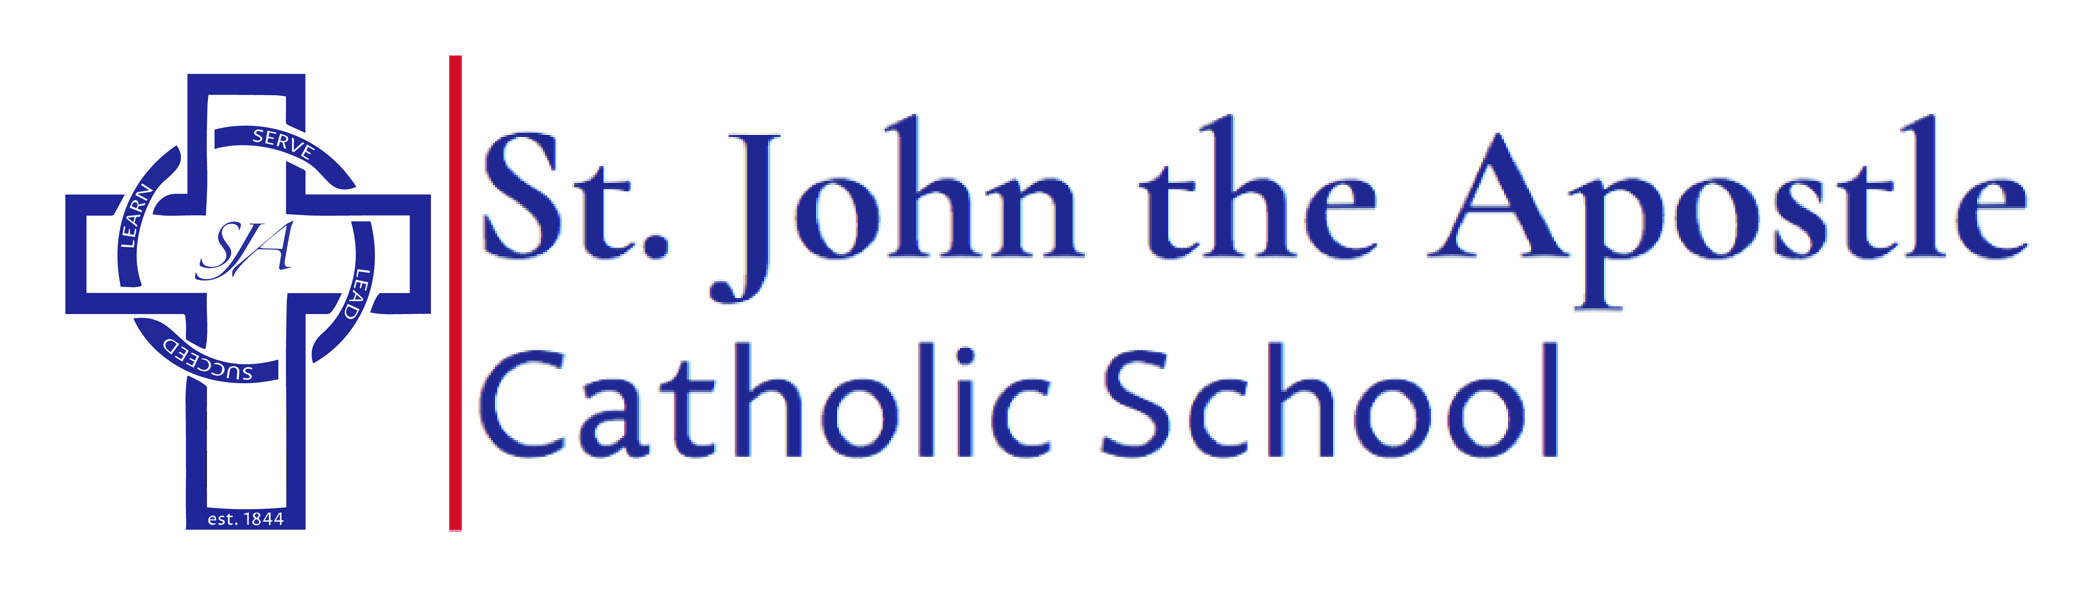 SERVE
LEARN
SJA
LEAD
SUCCEED
est. 1844
St. John the Apostle
Catholic School